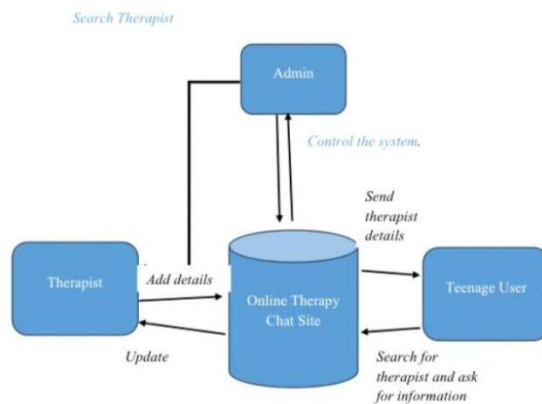 Search Therapist
Admin
Control the system.
Send
therapist
details
Therapist
Add details
Online Therapy
Chat Site
Teenage User
Update
Search for
therapist and ask
for information